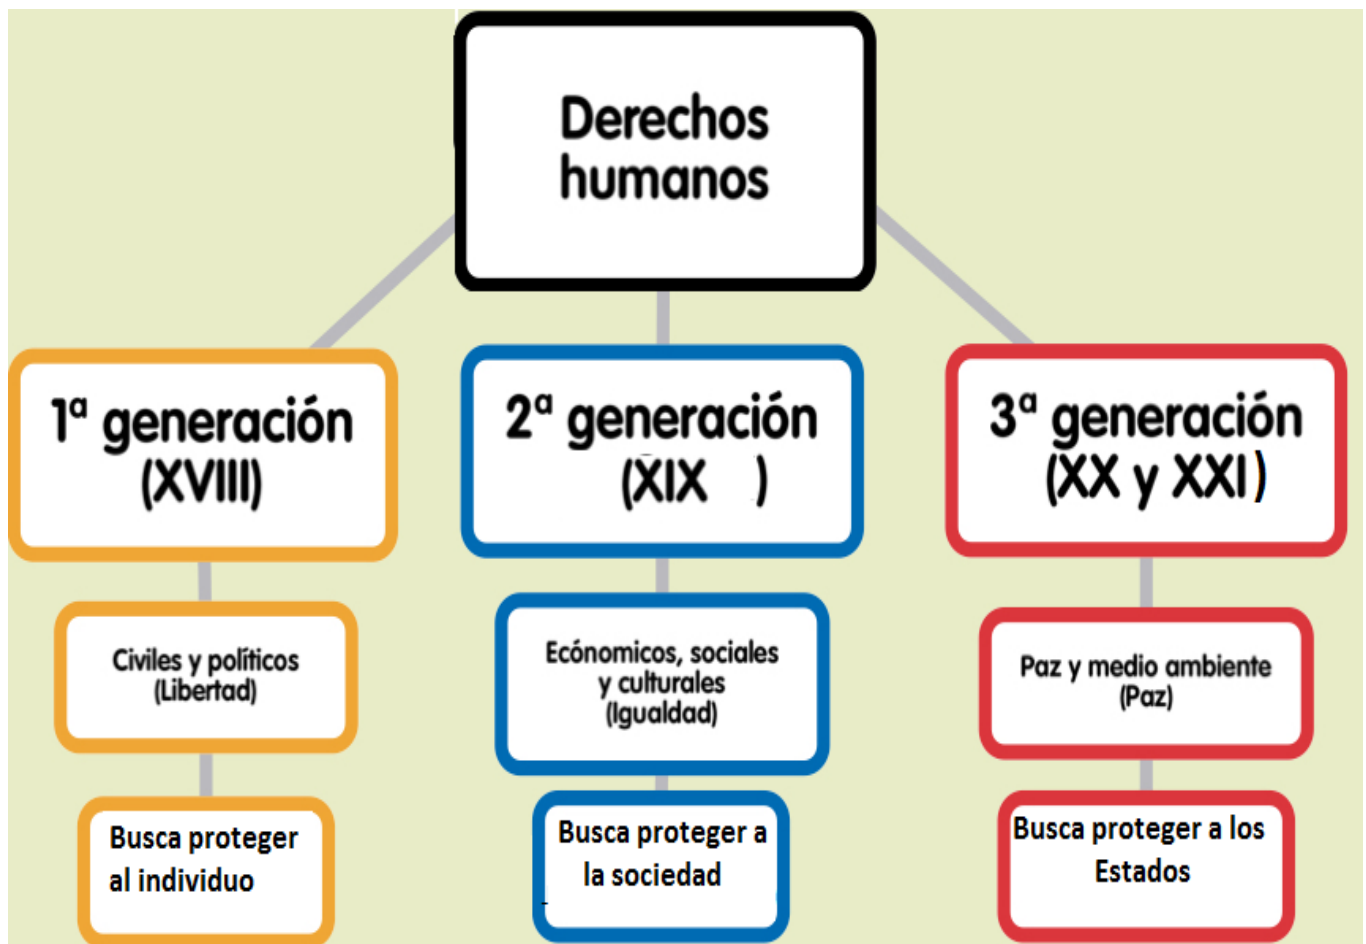 Derechos
humanos
1ª generación
(XVIII)
2ª generación
(XIX )
3ª generación
(XX y XXI)
Civiles y políticos
(Libertad)
Ecónomicos, sociales
y culturales
(Igualdad)
Paz y medio ambiente
(Paz)
Busca proteger
al individuo
Busca proteger a
la sociedad
Busca proteger a los
Estados